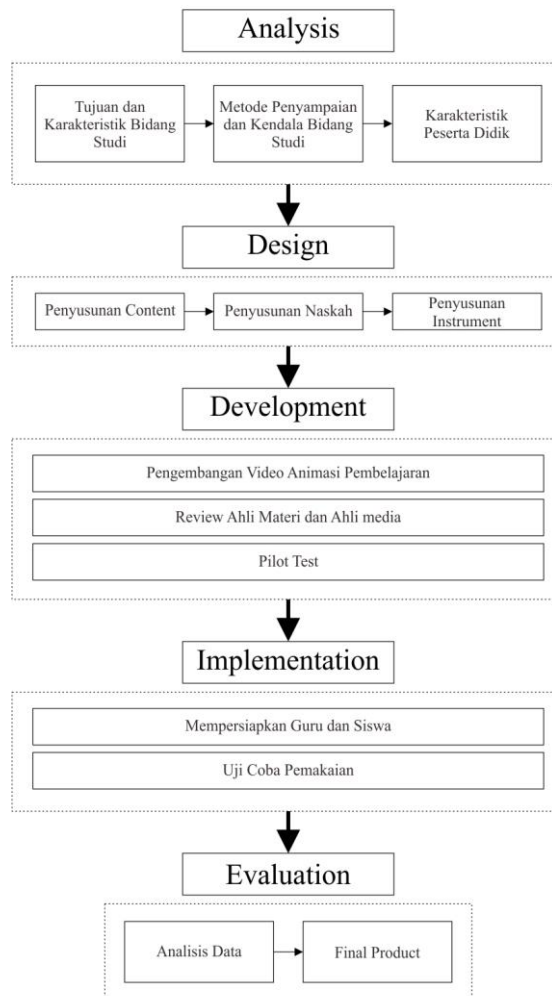 Analysis
Tujuan dan
Karakteristik Bidang
Studi
Metode Penyampaian
dan Kendala Bidang
Studi
Karakteristik
Peserta Didik
Design
Penyusunan Content
Penyusunan Naskah
Penyusunan
Instrument
Development
Pengembangan Video Animasi Pembelajaran
Review Ahli Materi dan Ahli media
Pilot Test
Implementation
Mempersiapkan Guru dan Siswa
Uji Coba Pemakaian
Evaluation
Analisis Data
Final Product